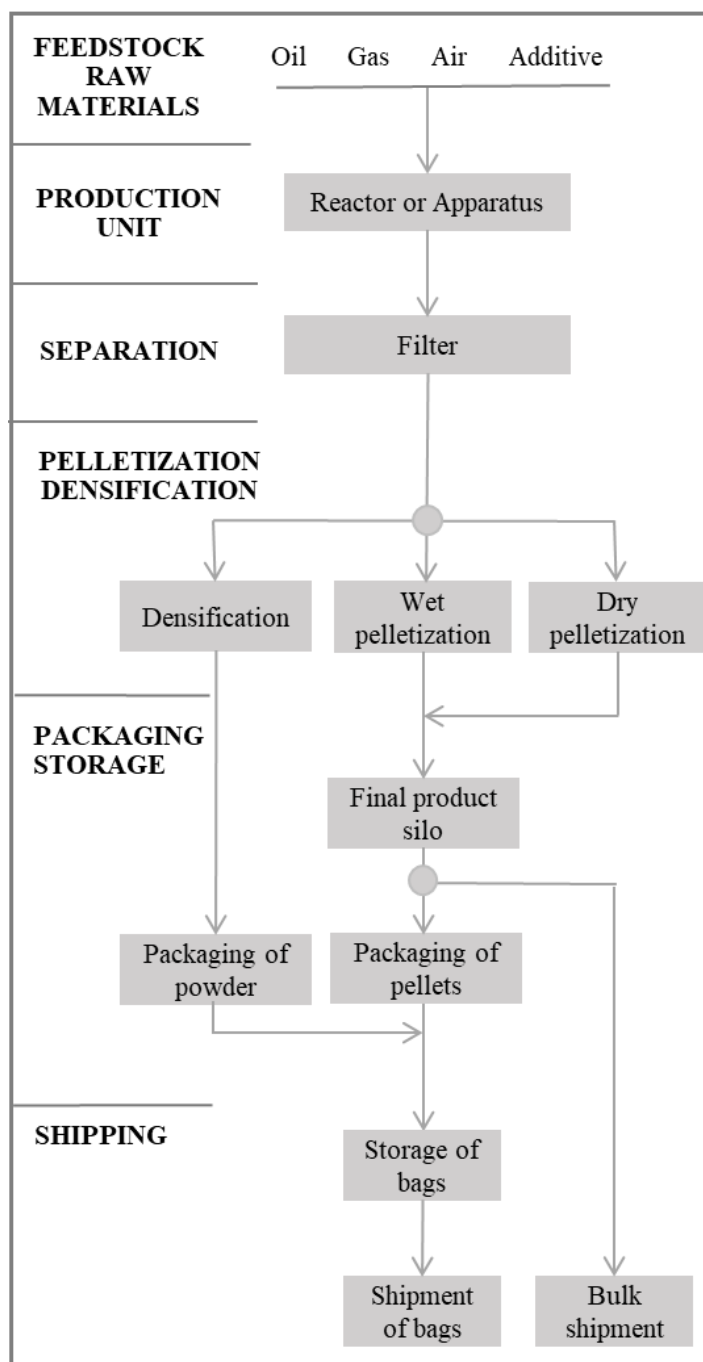 FEEDSTOCK
RAW
MATERIALS
Oil Gas Air Additive
PRODUCTION
UNIT
Reactor or Apparatus
SEPARATION
Filter
PELLETIZATION
DENSIFICATION
Densification
Wet
pelletization
Dry
pelletization
PACKAGING
STORAGE
Final product
silo
Packaging of
powder
Packaging of
pellets
SHIPPING
Storage of
bags
Shipment
of bags
Bulk
shipment